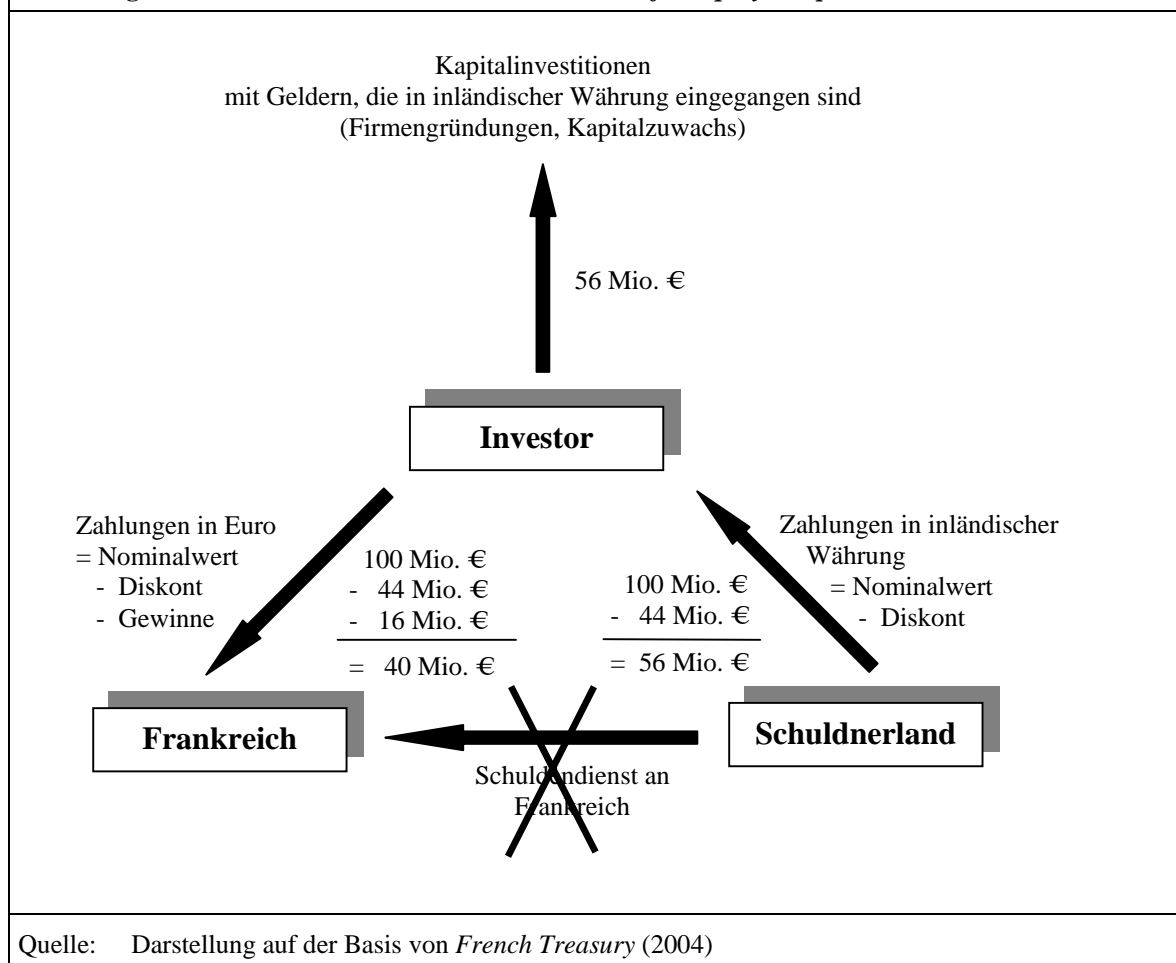 Kapitalinvestitionen
mit Geldern, die in inländischer Währung eingegangen sind
(Firmengründungen, Kapitalzuwachs)
56 Mio. €
Investor
Zahlungen in Euro
= Nominalwert
- Diskont
- Gewinne
100 Mio. €
- 44 Mio. €
- 16 Mio. €
= 40 Mio. €
100 Mio. €
- 44 Mio. €
= 56 Mio. €
Zahlungen in inländischer
Währung
= Nominalwert
- Diskont
Frankreich
Schuldnerland
Schuldendienst an
Frankreich
Quelle: Darstellung auf der Basis von French Treasury (2004)